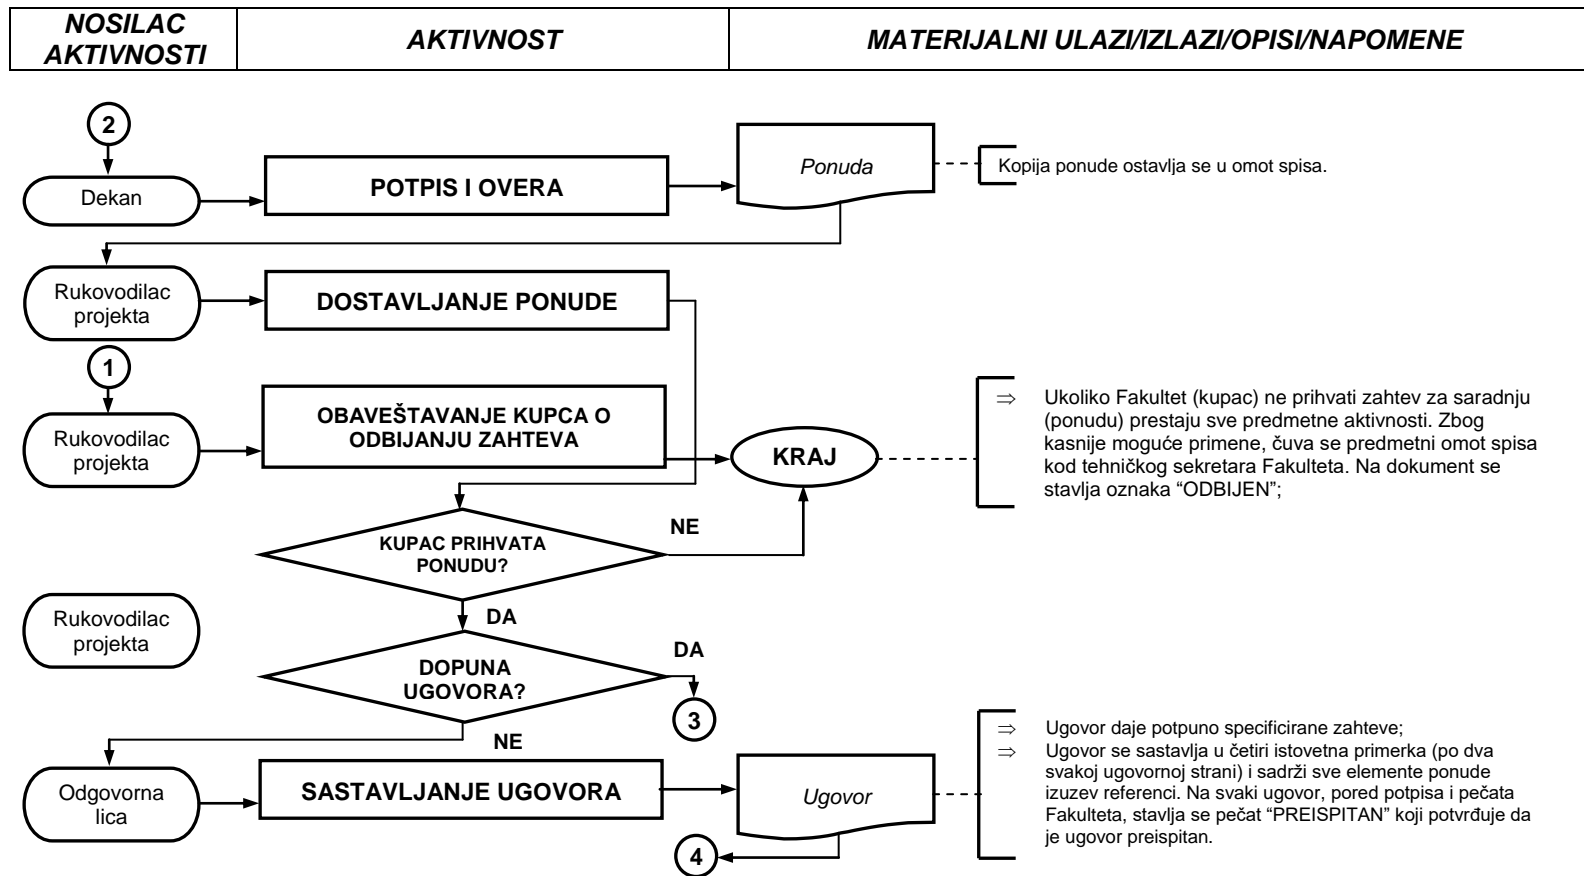 NOSILAC
AKTIVNOSTI
AKTIVNOST
MATERIJALNI ULAZI/IZLAZI/OPISI/NAPOMENE
2
Dekan
POTPIS I OVERA
Ponuda
Kopija ponude ostavlja se u omot spisa.
Rukovodilac
projekta
DOSTAVLJANJE PONUDE
1
Rukovodilac
projekta
OBAVEŠTAVANJE KUPCA O
ODBIJANJU ZAHTEVA
KRAJ
⇒ Ukoliko Fakultet (kupac) ne prihvati zahtev za saradnju
(ponudu) prestaju sve predmetne aktivnosti. Zbog
kasnije moguće primene, čuva se predmetni omot spisa
kod tehničkog sekretara Fakulteta. Na dokument se
stavlja oznaka “ODBIJEN”;
KUPAC PRIHVATA
PONUDU?
NE
DA
Rukovodilac
projekta
DOPUNA
UGOVORA?
DA
3
NE
Odgovorna
lica
SASTAVLJANJE UGOVORA
Ugovor
4
⇒ Ugovor daje potpuno specificirane zahteve;
⇒ Ugovor se sastavlja u četiri istovetna primerka (po dva
svakoj ugovornoj strani) i sadrži sve elemente ponude
izuzev referenci. Na svaki ugovor, pored potpisa i pečata
Fakulteta, stavlja se pečat “PREISPITAN” koji potvrđuje da
je ugovor preispitan.